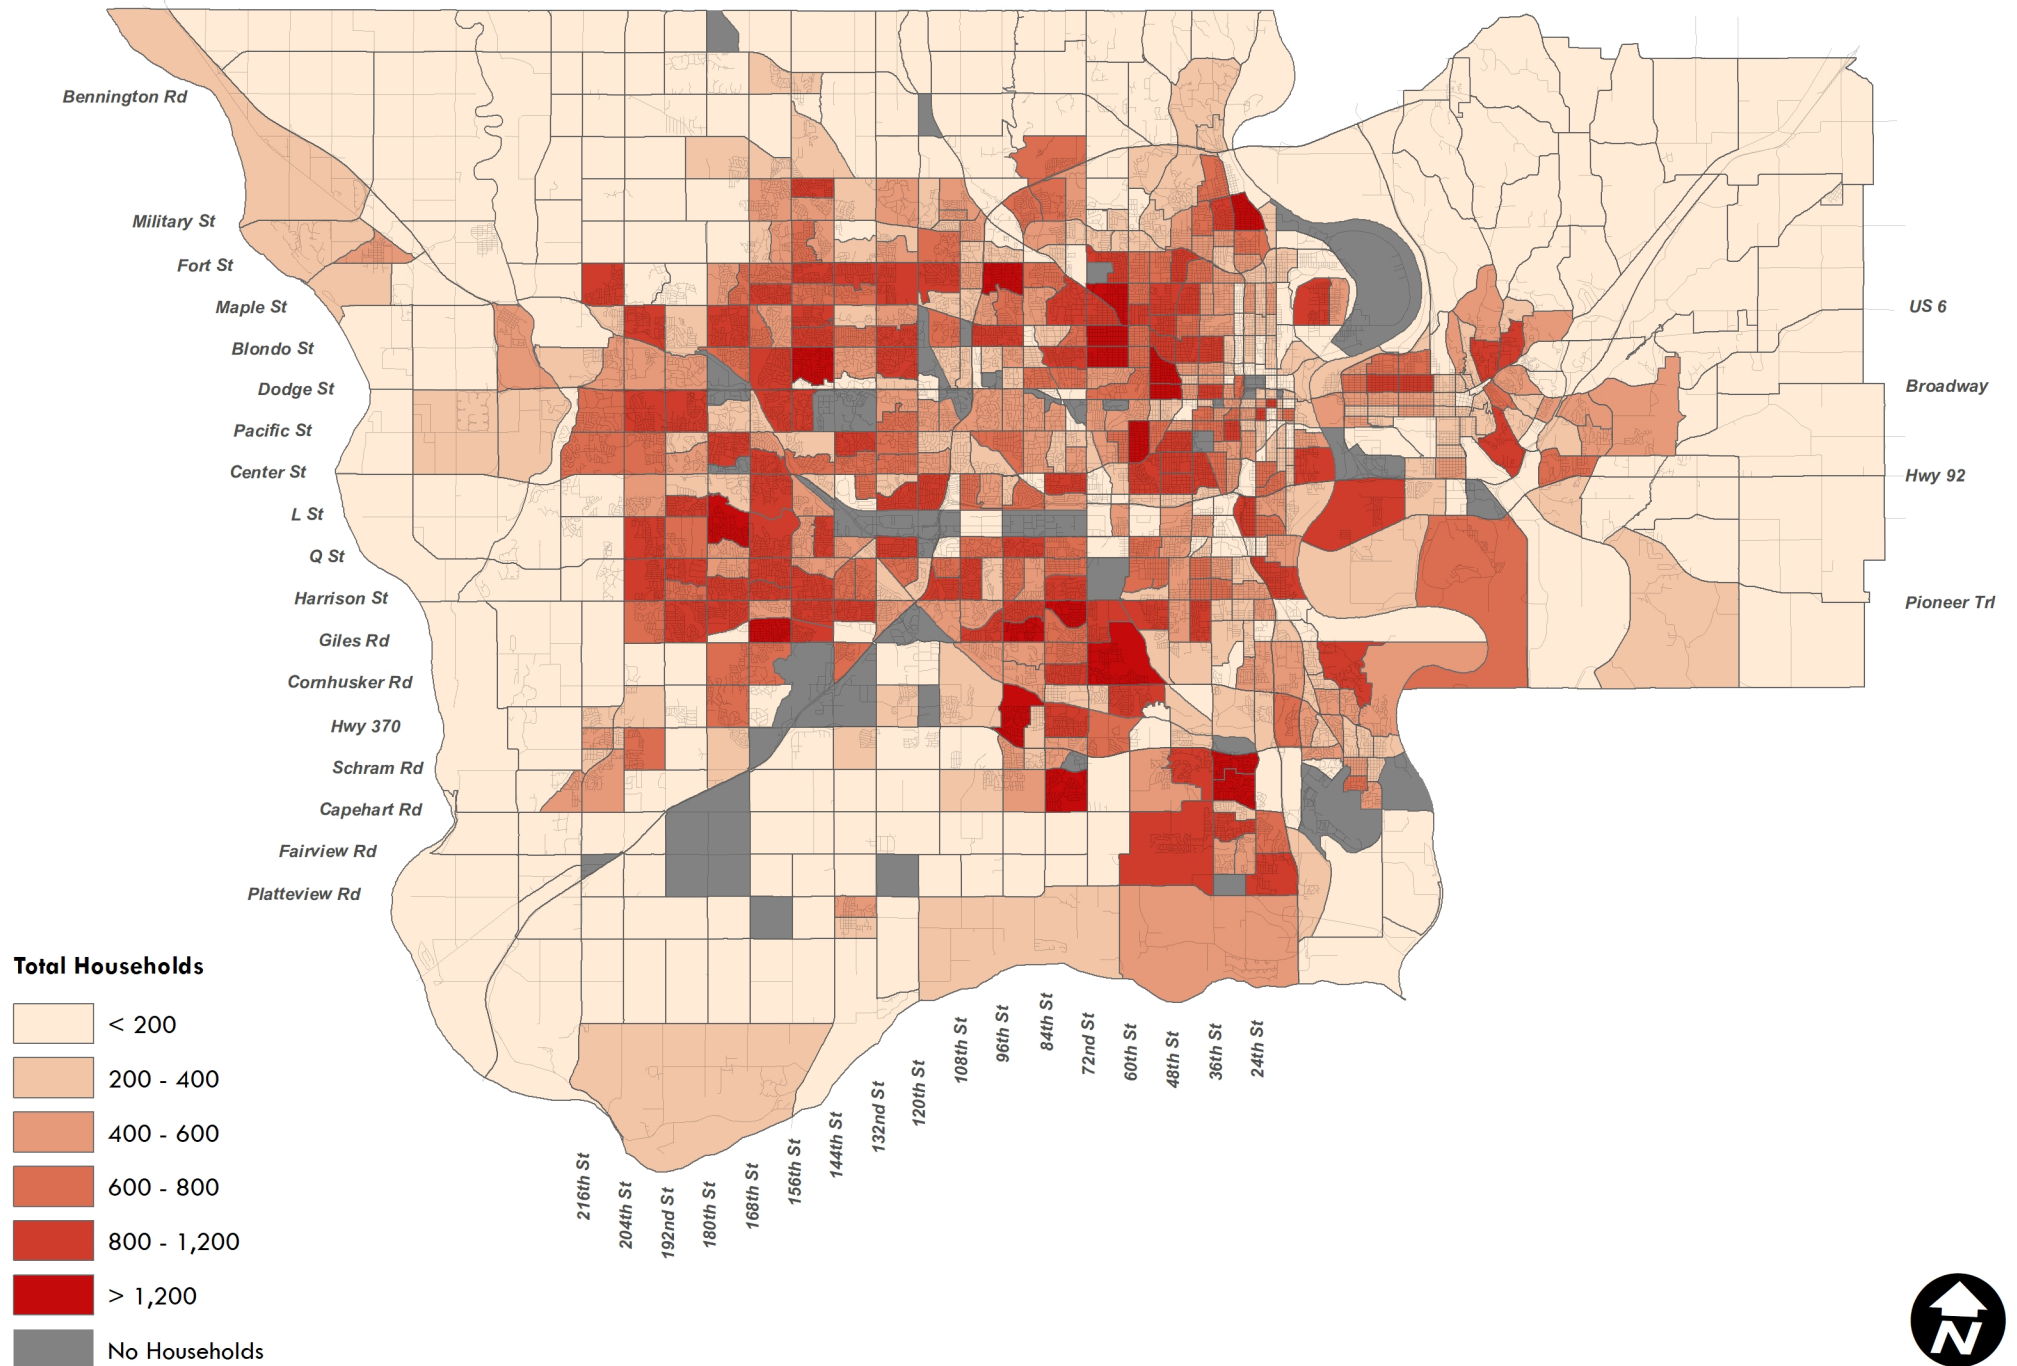 Bennington Rd
Military St
Fort St
Maple St
Blondo St
Dodge St
Pacific St
Center St
L St
Q St
Harrison St
Giles Rd
Cornhusker Rd
Hwy 370
Schram Rd
Capehart Rd
Fairview Rd
Platteview Rd
US 6
Broadway
Hwy 92
Pioneer Trl
216th St
204th St
192nd St
180th St
168th St
156th St
144th St
132nd St
120th St
108th St
96th St
84th St
72nd St
60th St
48th St
36th St
24th St
Total Households
< 200
200 - 400
400 - 600
600 - 800
800 - 1,200
> 1,200
No Households
N